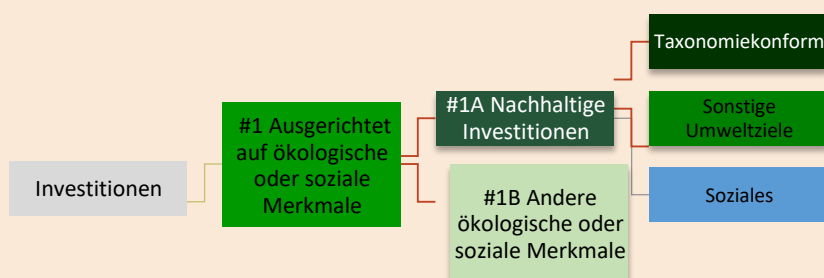 Investitionen
#1 Ausgerichtet
auf ökologische
oder soziale
Merkmale
#1A Nachhaltige
Investitionen
#1B Andere
ökologische oder
soziale Merkmale
Taxonomiekonform
Sonstige
Umweltziele
Soziales